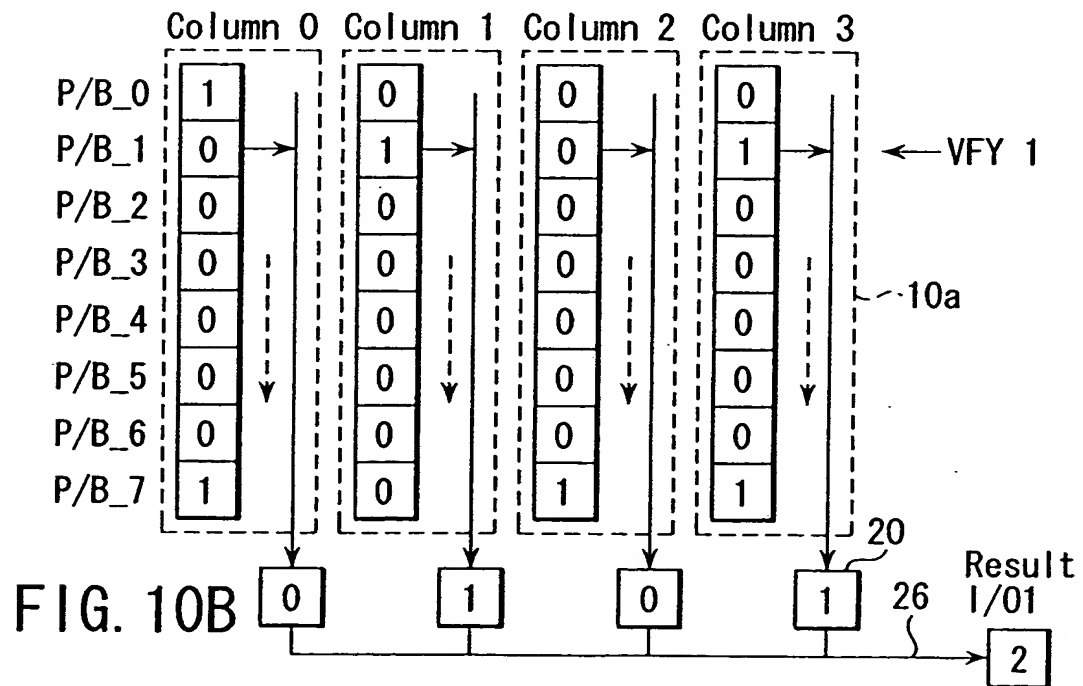 Column 0 Column 1 Column 2 Column 3
P/B_0 1 0 0 0
P/B_1 0 1 0 1 VFY 1
P/B_2 0 0 0 0
P/B_3 0 0 0 0
P/B_4 0 0 0 0 10a
P/B_5 0 0 0 0
P/B_6 0 0 0 0
P/B_7 1 0 1 1
20
Result
I/O1
FIG. 10B 0 1 0 1 26 2